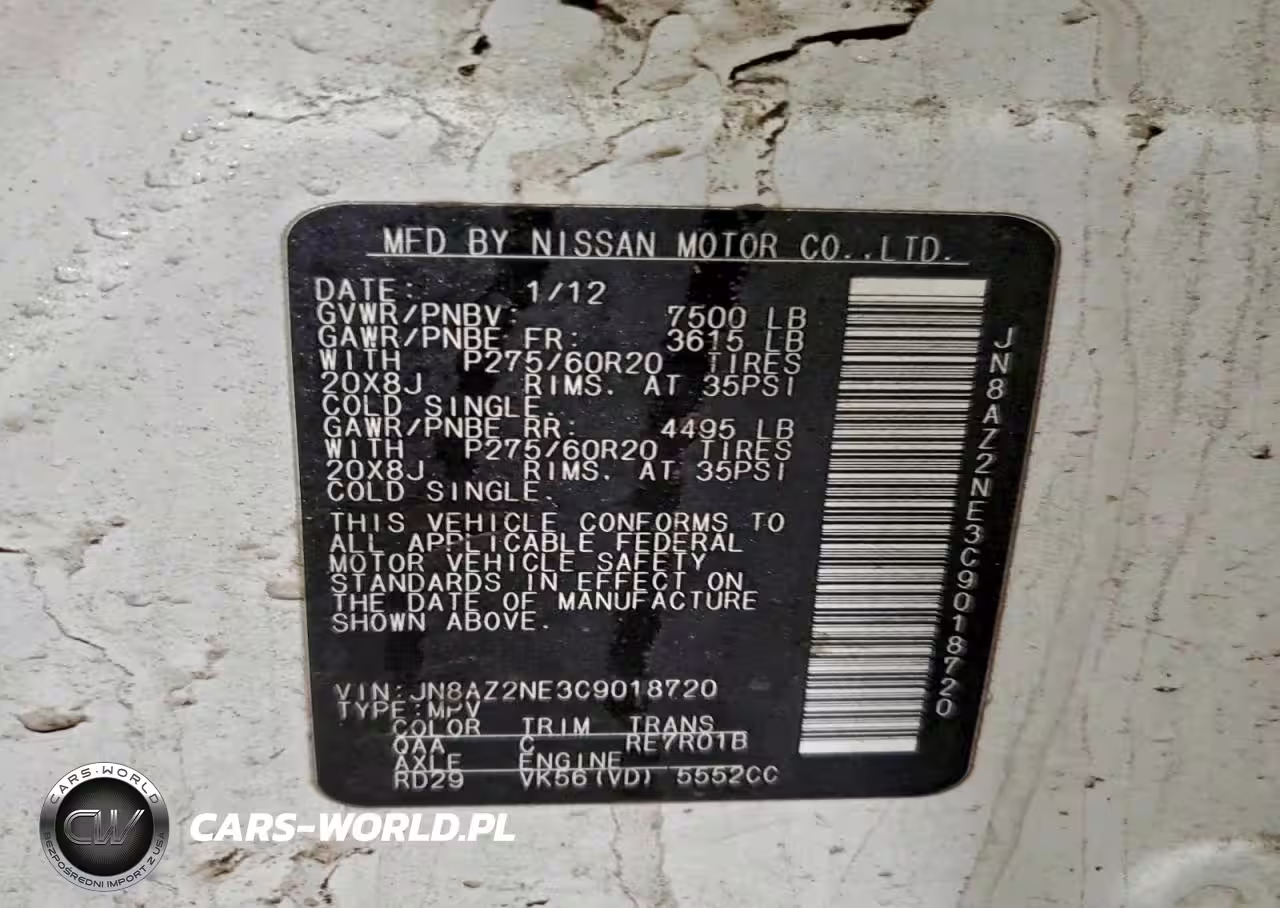 MFD BY NISSAN MOTOR CO.,LTD.
DATE: 1/12
GVWR/PNBV: 7500 LB
GAWR/PNBE FR: 3615 LB
WITH P275/60R20 TIRES
20X8J RIMS. AT 35PSI
COLD SINGLE.
GAWR/PNBE RR: 4495 LB
WITH P275/60R20 TIRES
20X8J RIMS. AT 35PSI
COLD SINGLE.
THIS VEHICLE CONFORMS TO
ALL APPLICABLE FEDERAL
MOTOR VEHICLE SAFETY
STANDARDS IN EFFECT ON
THE DATE OF MANUFACTURE
SHOWN ABOVE.
VIN:JN8AZ2NE3C9018720
TYPE:MPV
COLOR TRIM TRANS
QAA C RE7R01B
AXLE ENGINE
RD29 VK56(VD) 5552CC
JN8AZ2NE3C9018720
CARS-WORLD
CW
BEZPOŚREDNI IMPORT Z USA
CARS-WORLD.PL